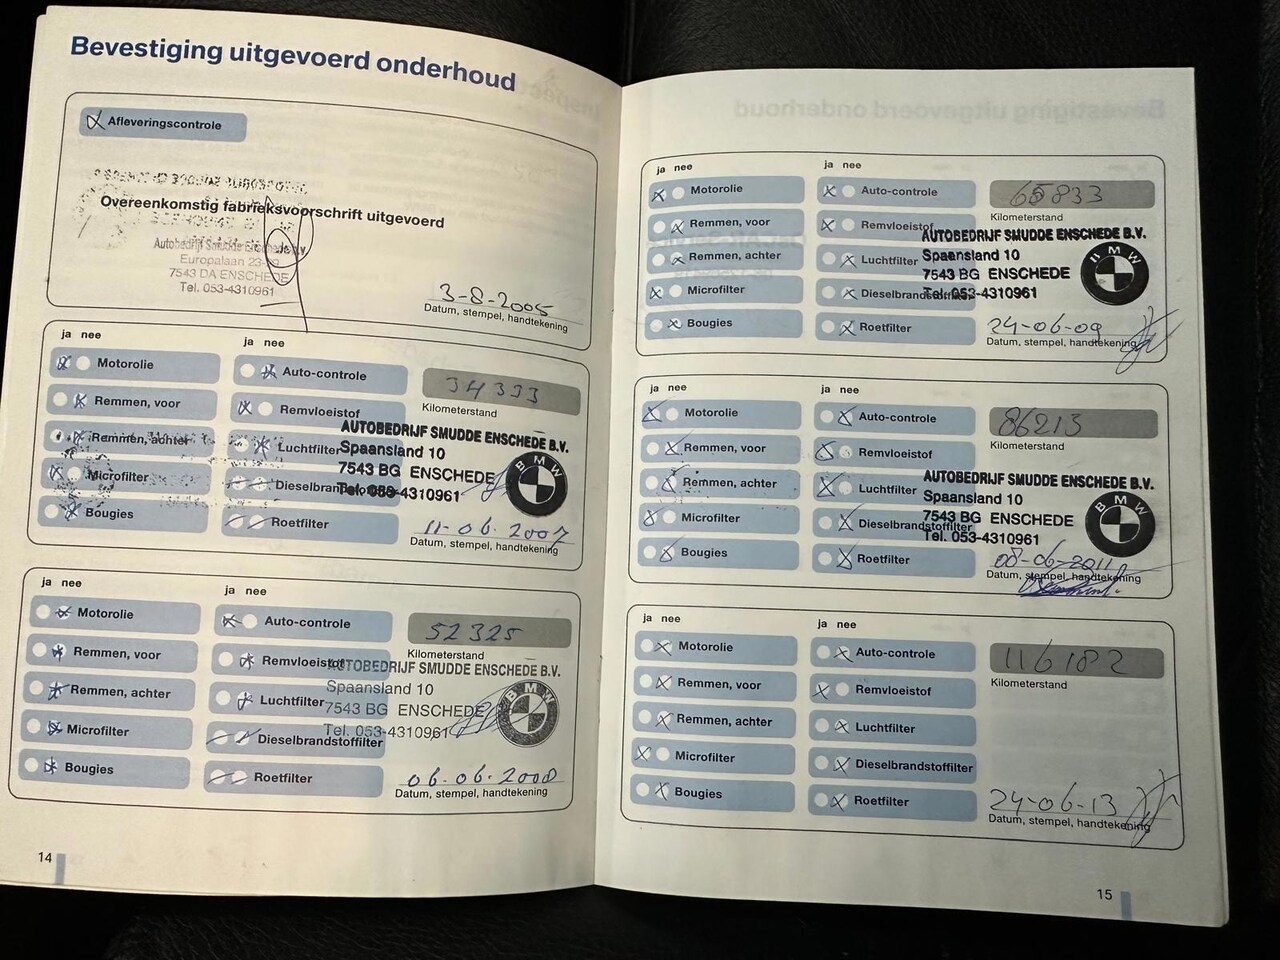 Bevestiging uitgevoerd onderhoud
Afleveringscontrole
Overeenkomstig fabrieksvoorschrift uitgevoerd
Autobedrijf Smudde Enschede b.v.
Europalaan 23-
7543 DA ENSCHEDE
Tel. 053-4310961
3-8-2005
Datum, stempel, handtekening
ja nee
ja nee
Motorolie
Auto-controle
34333
Remmen, voor
Remvloeistof
Kilometerstand
Remmen, achter
Luchtfilter
AUTOBEDRIJF SMUDDE ENSCHEDE B.V.
Spaansland 10
7543 BG ENSCHEDE
Tel. 053-4310961
BMW
Microfilter
Dieselbrandstoffilter
Bougies
Roetfilter
11-06.2007
Datum, stempel, handtekening
ja nee
ja nee
Motorolie
Auto-controle
52325
Remmen, voor
Remvloeistof
Kilometerstand
Remmen, achter
Luchtfilter
AUTOBEDRIJF SMUDDE ENSCHEDE B.V.
Spaansland 10
7543 BG ENSCHEDE
Tel. 053-4310961
BMW
Microfilter
Dieselbrandstoffilter
Bougies
Roetfilter
06.06.2008
Datum, stempel, handtekening
14
ja nee
ja nee
Motorolie
Auto-controle
65833
Remmen, voor
Remvloeistof
Kilometerstand
Remmen, achter
Luchtfilter
AUTOBEDRIJF SMUDDE ENSCHEDE B.V.
Spaansland 10
7543 BG ENSCHEDE
Tel. 053-4310961
BMW
Microfilter
Dieselbrandstoffilter
Bougies
Roetfilter
24-06-09
Datum, stempel, handtekening
ja nee
ja nee
Motorolie
Auto-controle
86213
Remmen, voor
Remvloeistof
Kilometerstand
Remmen, achter
Luchtfilter
AUTOBEDRIJF SMUDDE ENSCHEDE B.V.
Spaansland 10
7543 BG ENSCHEDE
Tel. 053-4310961
BMW
Microfilter
Dieselbrandstoffilter
Bougies
Roetfilter
08-06-2011
Datum, stempel, handtekening
ja nee
ja nee
Motorolie
Auto-controle
116182
Remmen, voor
Remvloeistof
Kilometerstand
Remmen, achter
Luchtfilter
Microfilter
Dieselbrandstoffilter
Bougies
Roetfilter
24-06-13
Datum, stempel, handtekening
15